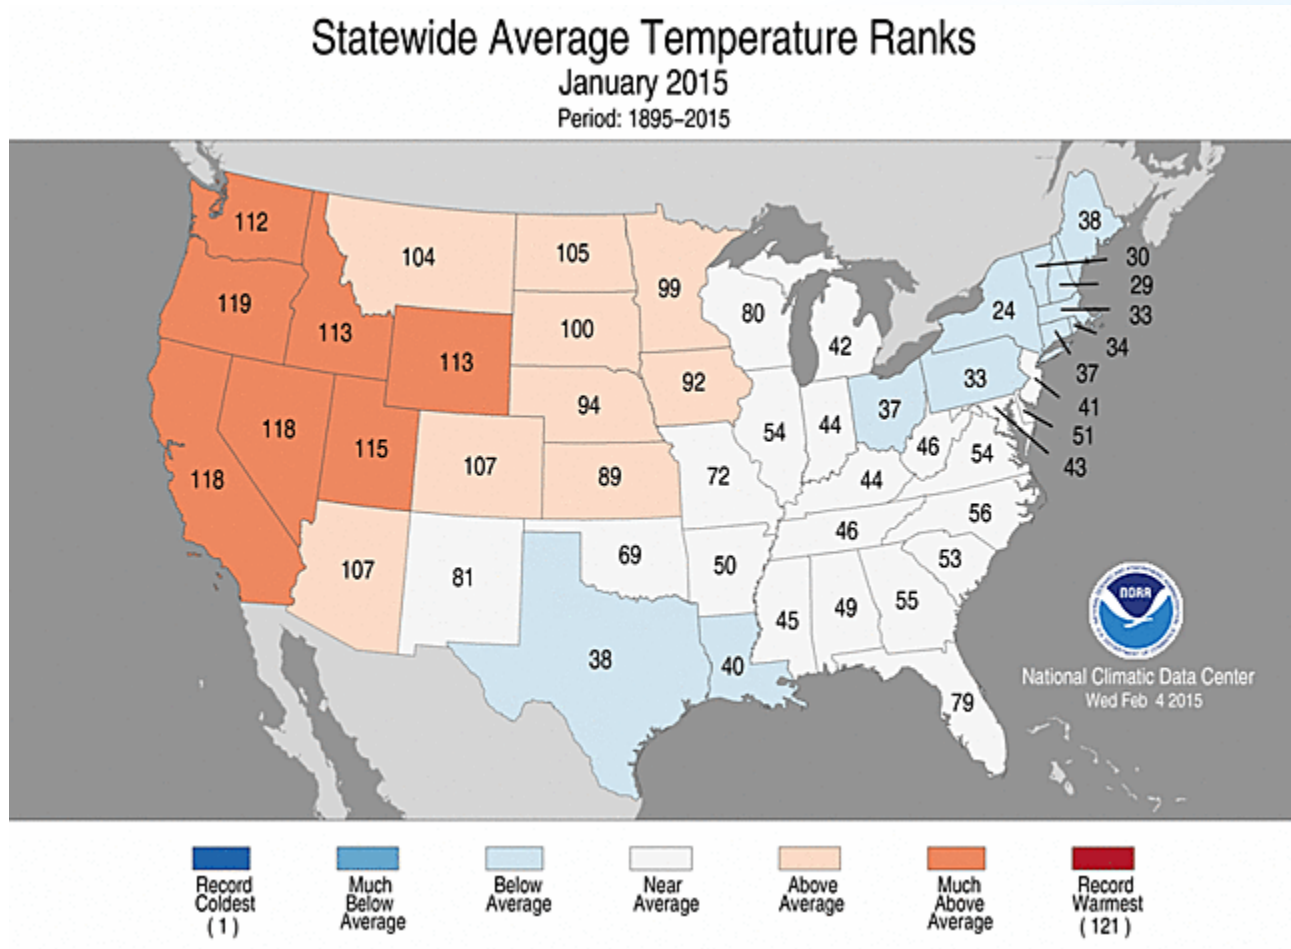 Statewide Average Temperature Ranks
January 2015
Period: 1895–2015
112
104
105
99
38
30
29
33
34
37
41
51
43
119
113
113
100
80
42
24
33
118
118
115
107
94
92
54
44
37
46
54
89
72
44
56
107
81
69
50
46
53
38
40
45
49
55
79
NOAA
National Climatic Data Center
Wed Feb 4 2015
Record
Coldest
( 1 )
Much
Below
Average
Below
Average
Near
Average
Above
Average
Much
Above
Average
Record
Warmest
( 121 )